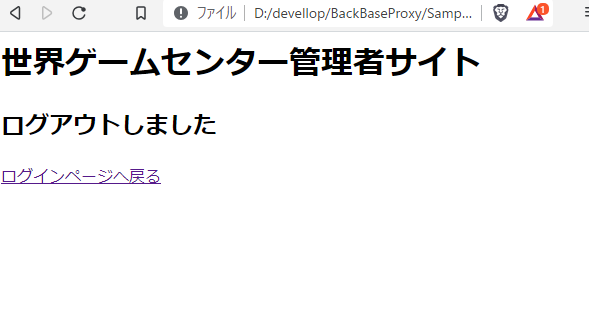 ファイル D:/devellop/BackBaseProxy/Samp... 1
世界ゲームセンター管理者サイト
ログアウトしました
ログインページへ戻る